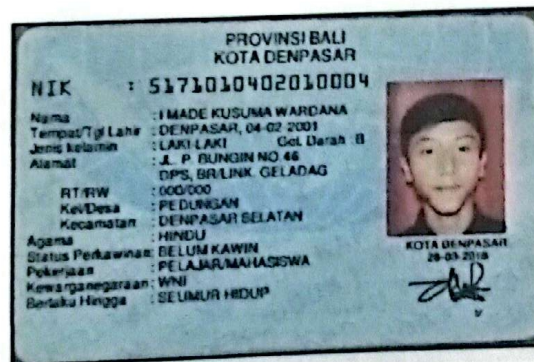 PROVINSI BALI
KOTA DENPASAR
NIK : 5171010402010004
Nama : I MADE KUSUMA WARDANA
Tempat/Tgl Lahir : DENPASAR, 04-02-2001
Jenis kelamin : LAKI-LAKI Gol. Darah B
Alamat : JL. P. BUNGIN NO.46
DPS, BR/LINK. GELADAG
RT/RW : 000/000
Kel/Desa : PEDUNGAN
Kecamatan : DENPASAR SELATAN
Agama : HINDU
Status Perkawinan: BELUM KAWIN
Pekerjaan : PELAJAR/MAHASISWA
Kewarganegaraan: WNI
Berlaku Hingga : SEUMUR HIDUP
KOTA DENPASAR
28-03-2018